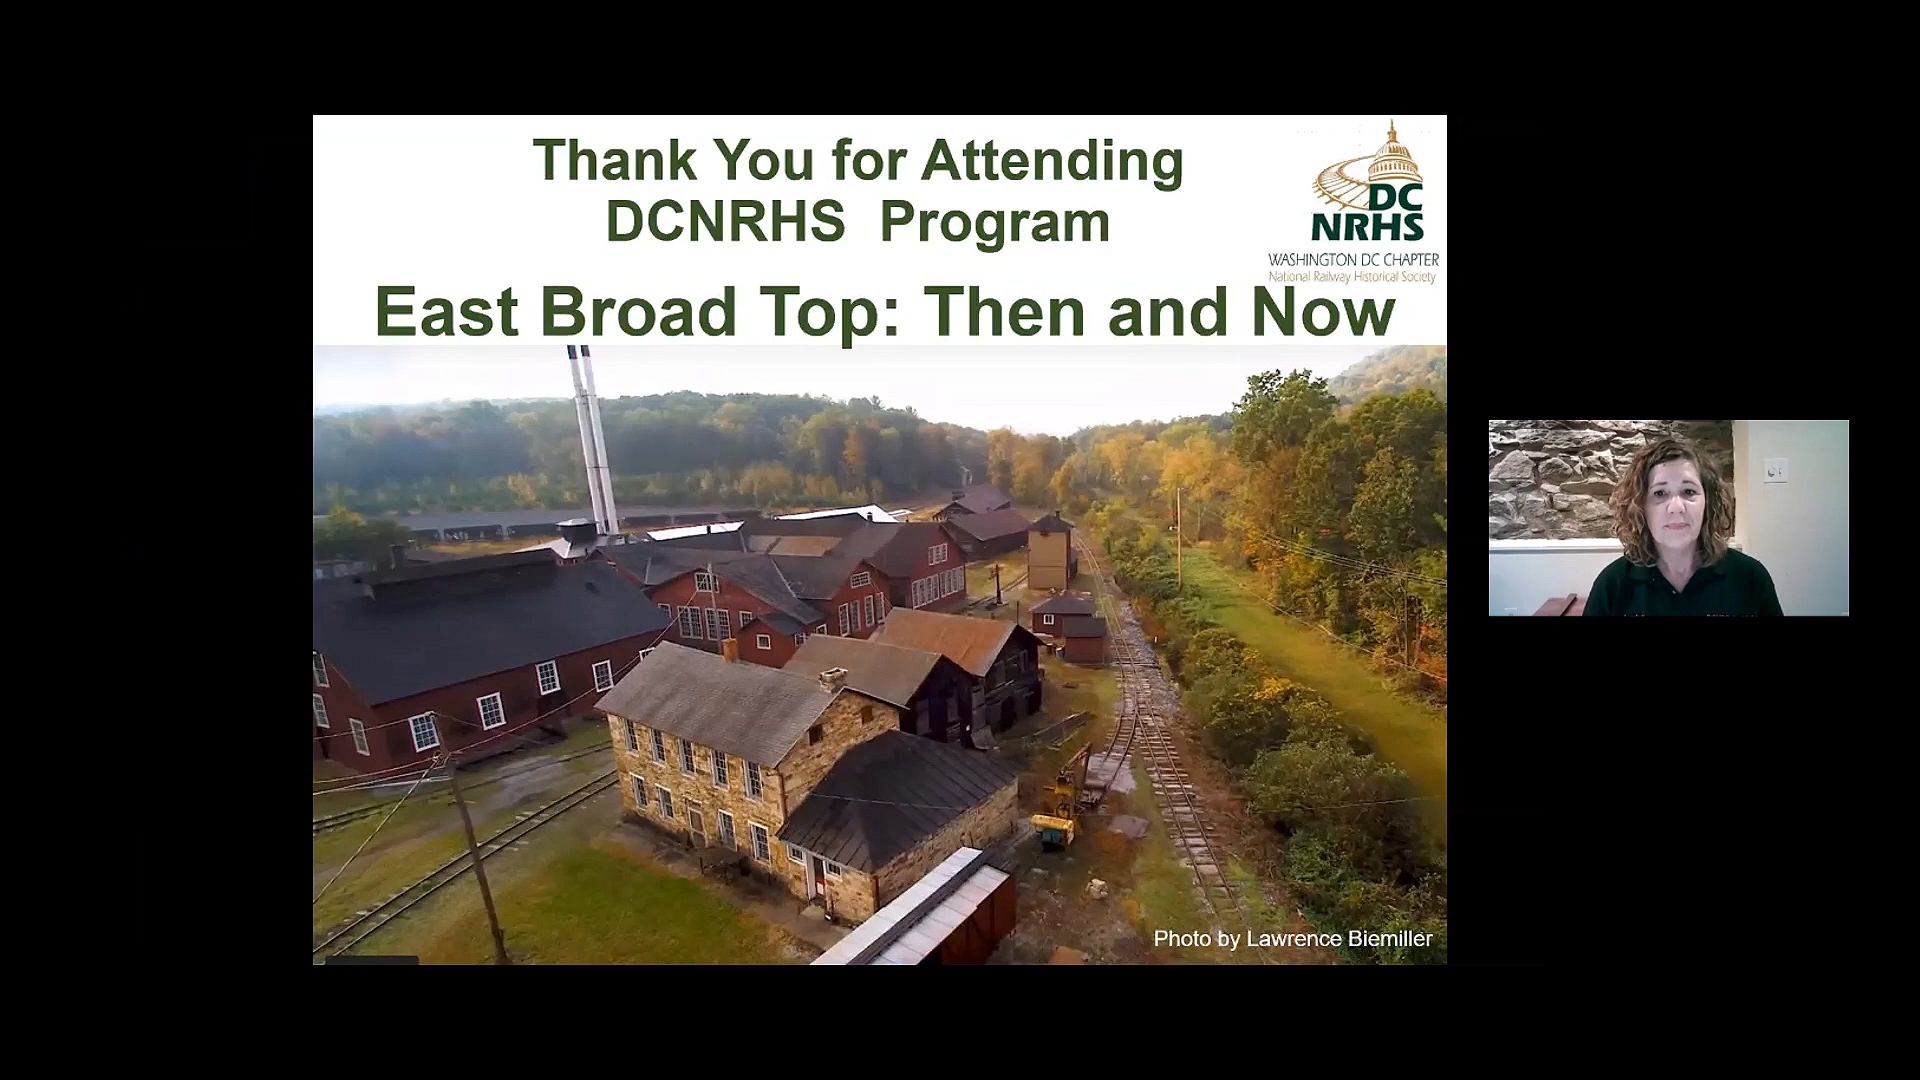 Thank You for Attending
DCNRHS Program
East Broad Top: Then and Now
DC
NRHS
WASHINGTON DC CHAPTER
National Railway Historical Society
Photo by Lawrence Biemiller